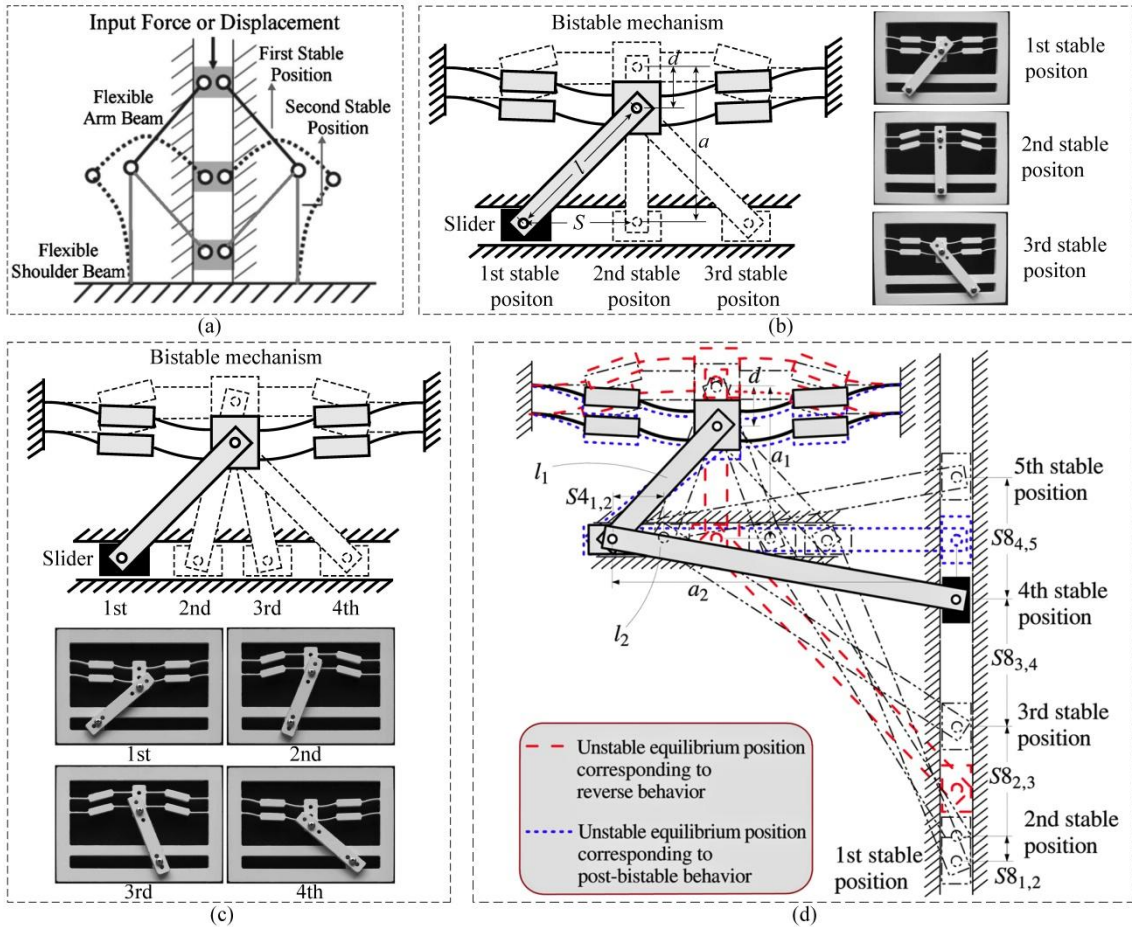 Input Force or Displacement
First Stable
Position
Flexible
Arm Beam
Second Stable
Position
Flexible
Shoulder Beam
(a)
Bistable mechanism
d
a
l
Slider
S
1st stable
positon
2nd stable
positon
3rd stable
positon
1st stable
positon
2nd stable
positon
3rd stable
positon
(b)
Bistable mechanism
Slider
1st
2nd
3rd
4th
1st
2nd
3rd
4th
(c)
d
a1
l1
S41,2
a2
l2
5th stable
position
S84,5
4th stable
position
S83,4
3rd stable
position
S82,3
2nd stable
position
1st stable
position
S81,2
Unstable equilibrium position
corresponding to
reverse behavior
Unstable equilibrium position
corresponding to
post-bistable behavior
(d)